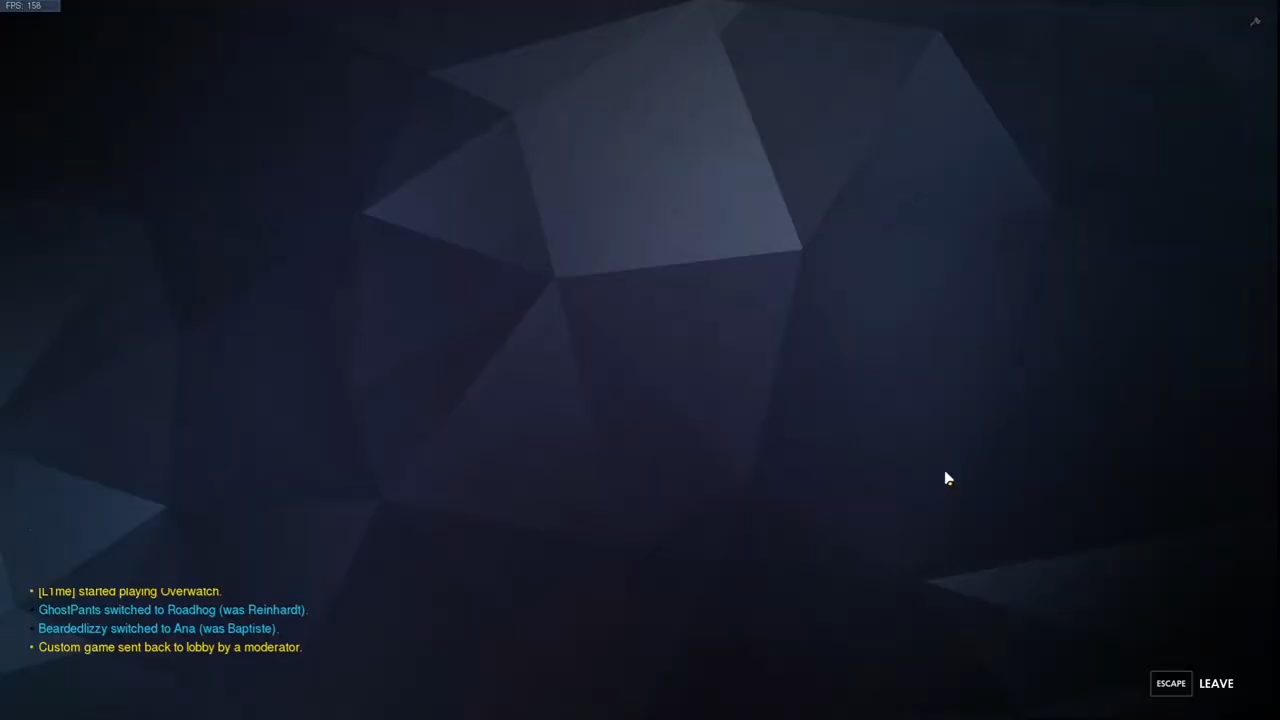 FPS: 158
• [L1me] started playing Overwatch.
GhostPants switched to Roadhog (was Reinhardt).
Beardedlizzy switched to Ana (was Baptiste).
• Custom game sent back to lobby by a moderator.
ESCAPE LEAVE